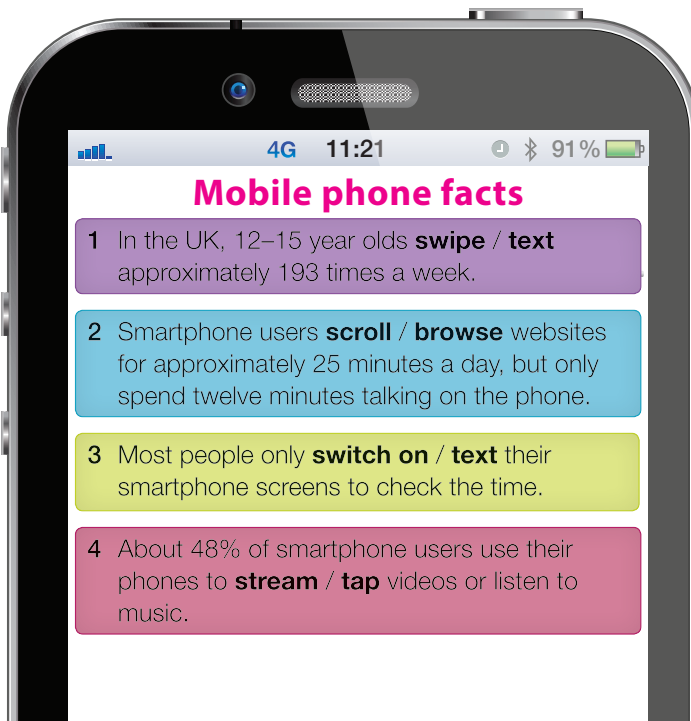 4G 11:21 91%
Mobile phone facts
1 In the UK, 12–15 year olds swipe / text
approximately 193 times a week.
2 Smartphone users scroll / browse websites
for approximately 25 minutes a day, but only
spend twelve minutes talking on the phone.
3 Most people only switch on / text their
smartphone screens to check the time.
4 About 48% of smartphone users use their
phones to stream / tap videos or listen to
music.